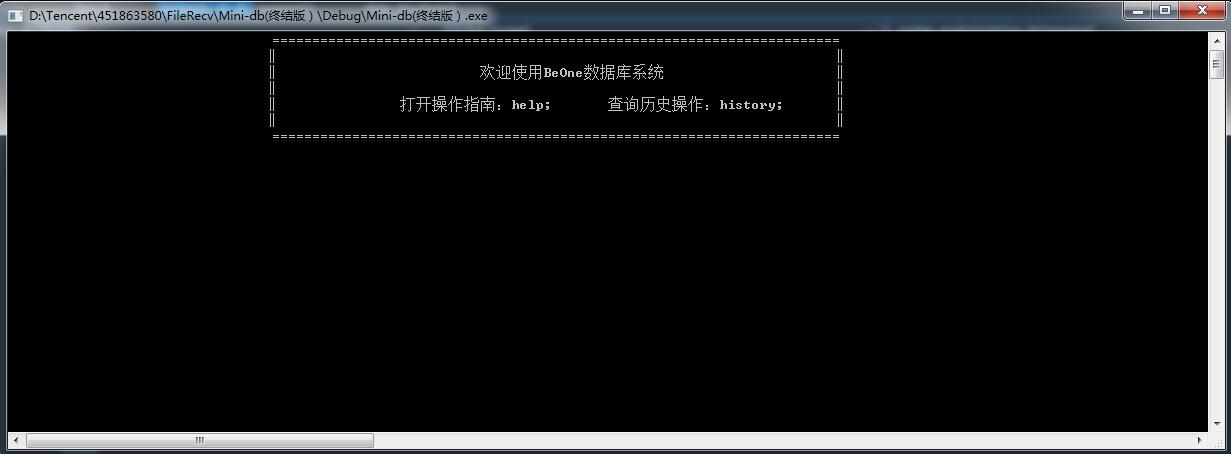 D:\Tencent\451863580\FileRecv\Mini-db(终结版）\Debug\Mini-db(终结版）.exe
欢迎使用BeOne数据库系统
打开操作指南：help; 查询历史操作：history;